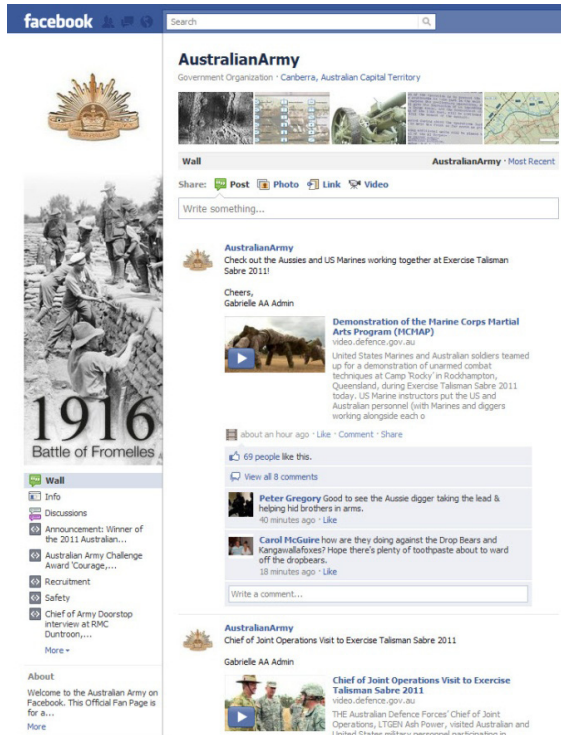 facebook
Search
AustralianArmy
Government Organization · Canberra, Australian Capital Territory
Wall
AustralianArmy · Most Recent
Share: Post Photo Link Video
Write something...
1916
Battle of Fromelles
Wall
Info
Discussions
Announcement: Winner of
the 2011 Australian...
Australian Army Challenge
Award 'Courage,...
Recruitment
Safety
Chief of Army Doorstop
interview at RMC
Duntroon,...
More
About
Welcome to the Australian Army on
Facebook. This Official Fan Page is
for a...
More
AustralianArmy
Check out the Aussies and US Marines working together at Exercise Talisman
Sabre 2011!
Cheers,
Gabrielle AA Admin
Demonstration of the Marine Corps Martial
Arts Program (MCMAP)
video.defence.gov.au
United States Marines and Australian soldiers teamed
up for a demonstration of unarmed combat
techniques at Camp 'Rocky' in Rockhampton,
Queensland, during Exercise Talisman Sabre 2011
today. US Marine instructors put the US and
Australian personnel (with Marines and diggers
working alongside each o
about an hour ago · Like · Comment · Share
69 people like this.
View all 8 comments
Peter Gregory Good to see the Aussie digger taking the lead &
helping hid brothers in arms.
40 minutes ago · Like
Carol McGuire how are they doing against the Drop Bears and
Kangawallafoxes? Hope there's plenty of toothpaste about to ward
off the dropbears.
18 minutes ago · Like
Write a comment...
AustralianArmy
Chief of Joint Operations Visit to Exercise Talisman Sabre 2011
Gabrielle AA Admin
Chief of Joint Operations Visit to Exercise
Talisman Sabre 2011
video.defence.gov.au
THE Australian Defence Forces' Chief of Joint
Operations, LTGEN Ash Power, visited Australian and
United States military personnel participating in